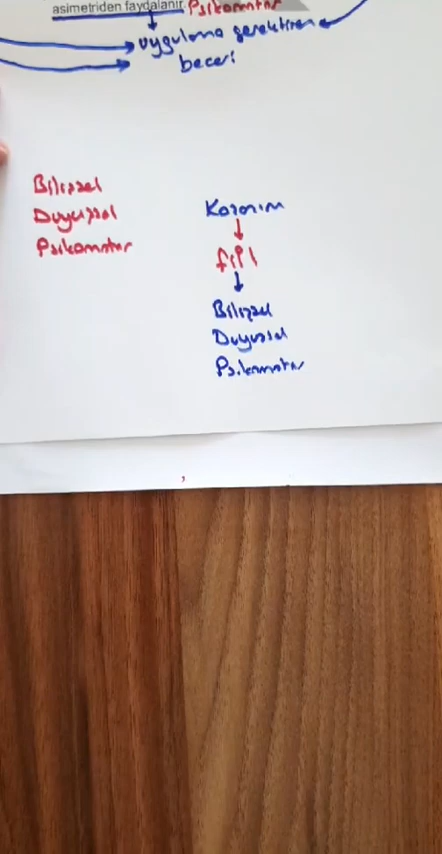 asimetriden faydalanır. Psikomotor
uygulama gerektiren
beceri
Bilişsel
Duyuşsal
Psikomotor
Kazanım
fiil
Bilişsel
Duyuşsal
Psikomotor